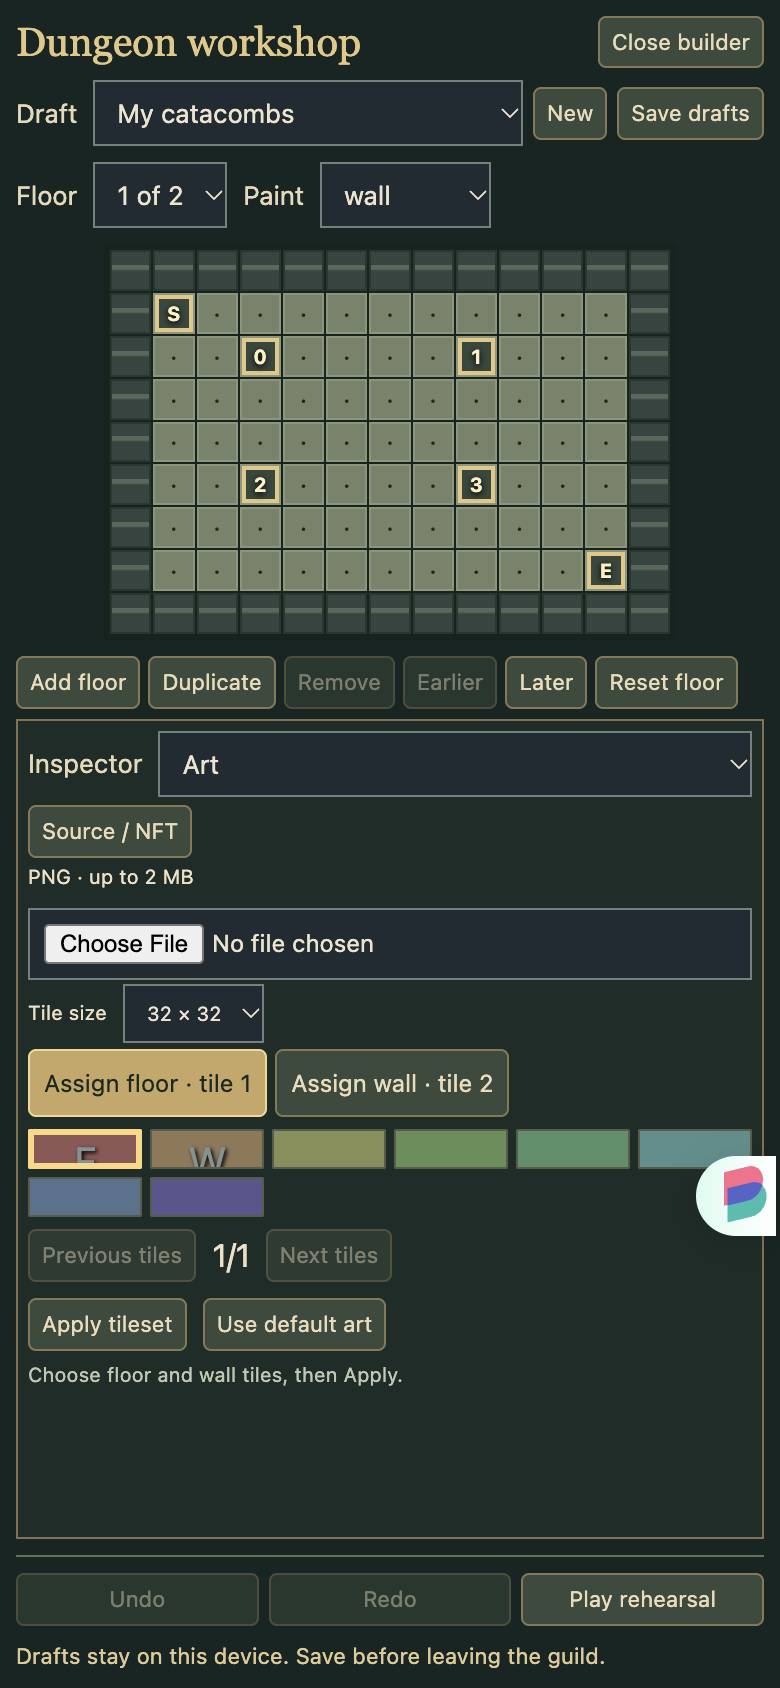 Dungeon workshop
Close builder
Draft
My catacombs
New
Save drafts
Floor
1 of 2
Paint
wall
S
0
1
2
3
E
Add floor
Duplicate
Remove
Earlier
Later
Reset floor
Inspector
Art
Source / NFT
PNG · up to 2 MB
Choose File
No file chosen
Tile size
32 × 32
Assign floor · tile 1
Assign wall · tile 2
F
W
Previous tiles
1/1
Next tiles
Apply tileset
Use default art
Choose floor and wall tiles, then Apply.
Undo
Redo
Play rehearsal
Drafts stay on this device. Save before leaving the guild.